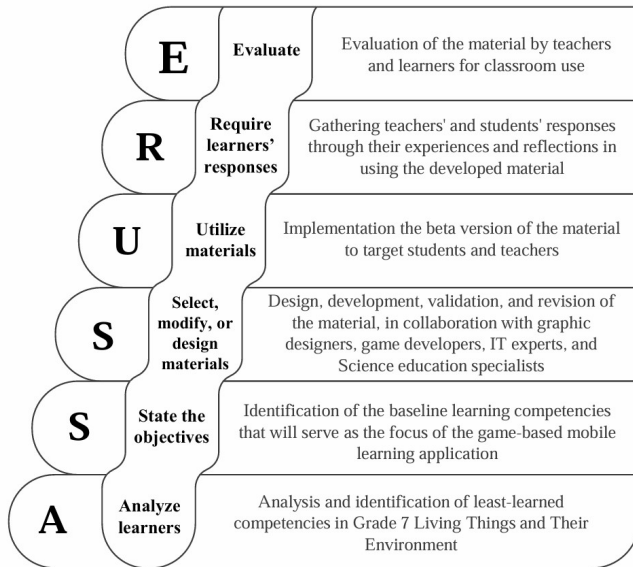 E
Evaluate
Evaluation of the material by teachers
and learners for classroom use
R
Require
learners'
responses
Gathering teachers' and students' responses
through their experiences and reflections in
using the developed material
U
Utilize
materials
Implementation the beta version of the material
to target students and teachers
S
Select,
modify, or
design
materials
Design, development, validation, and revision of
the material, in collaboration with graphic
designers, game developers, IT experts, and
Science education specialists
S
State the
objectives
Identification of the baseline learning competencies
that will serve as the focus of the game-based mobile
learning application
A
Analyze
learners
Analysis and identification of least-learned
competencies in Grade 7 Living Things and Their
Environment